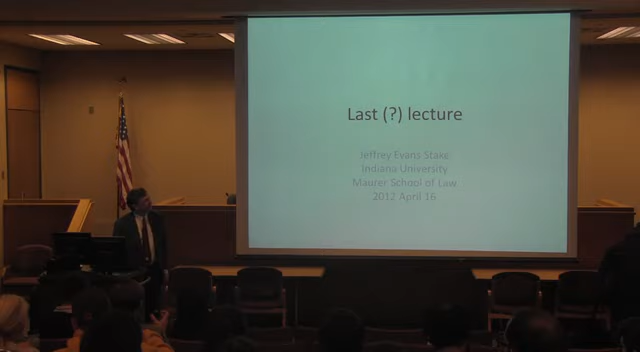 Last (?) lecture
Jeffrey Evans Stake
Indiana University
Maurer School of Law
2012 April 16